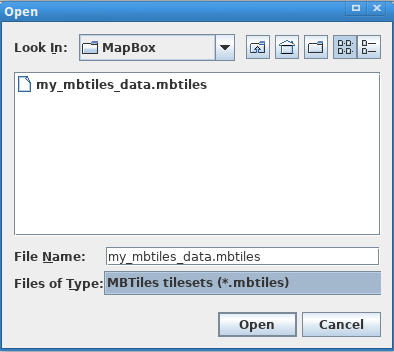 Open
Look In: MapBox
my_mbtiles_data.mbtiles
File Name: my_mbtiles_data.mbtiles
Files of Type: MBTiles tilesets (*.mbtiles)
Open Cancel